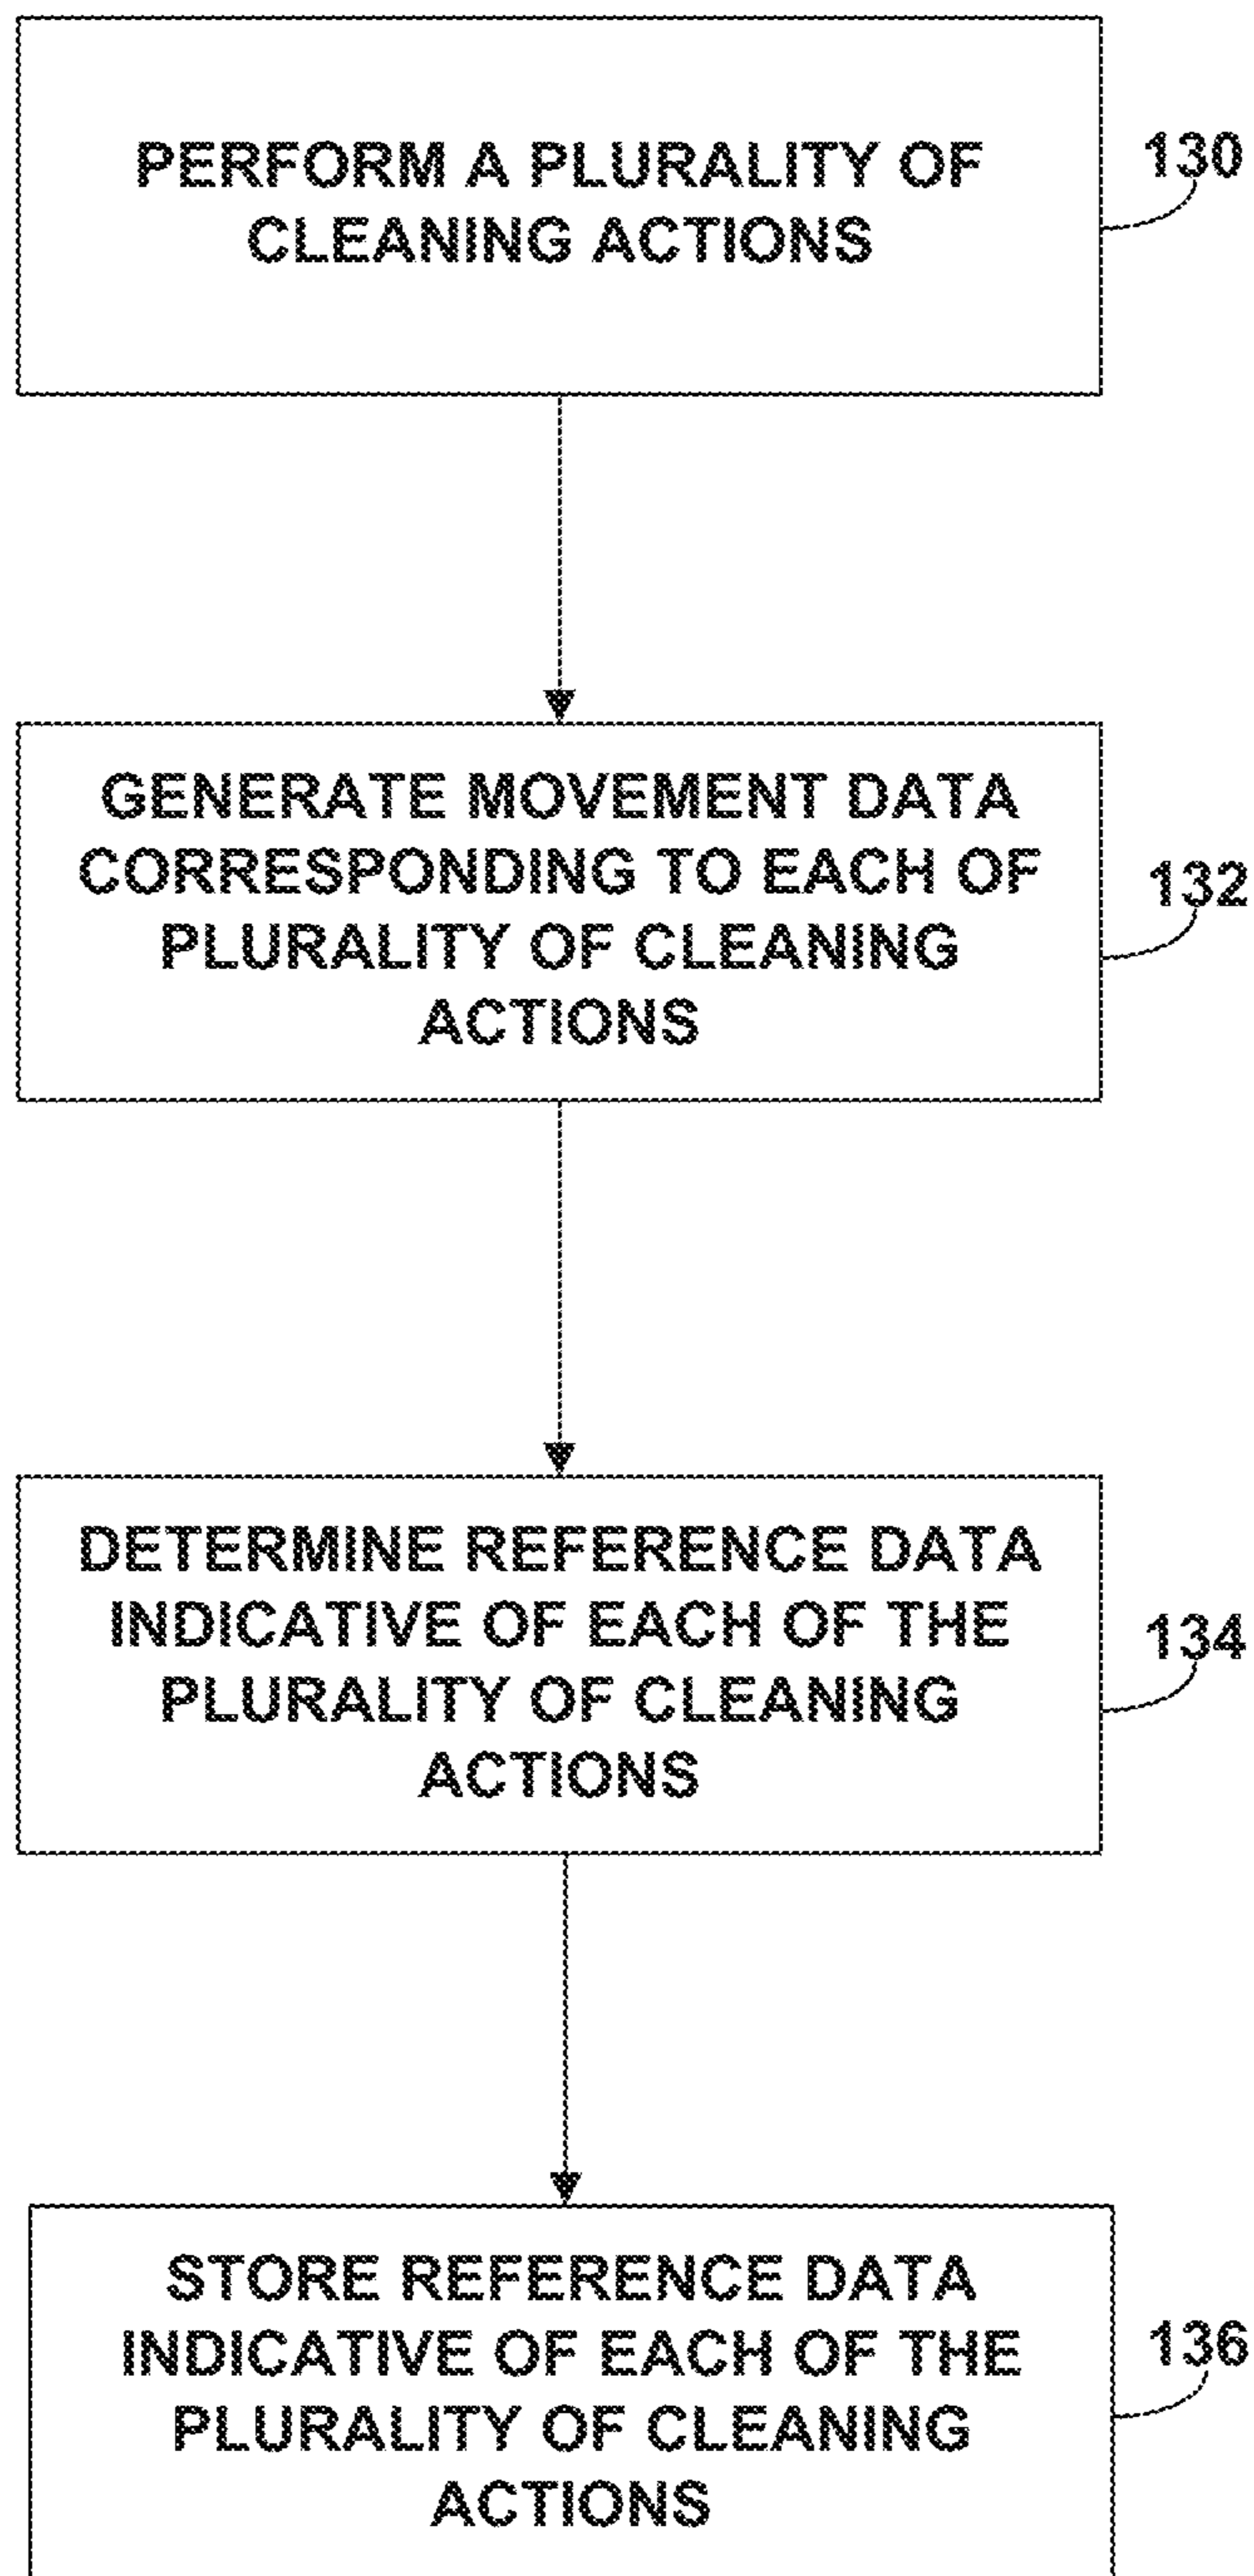 PERFORM A PLURALITY OF
CLEANING ACTIONS
130
GENERATE MOVEMENT DATA
CORRESPONDING TO EACH OF
PLURALITY OF CLEANING
ACTIONS
132
DETERMINE REFERENCE DATA
INDICATIVE OF EACH OF THE
PLURALITY OF CLEANING
ACTIONS
134
STORE REFERENCE DATA
INDICATIVE OF EACH OF THE
PLURALITY OF CLEANING
ACTIONS
136